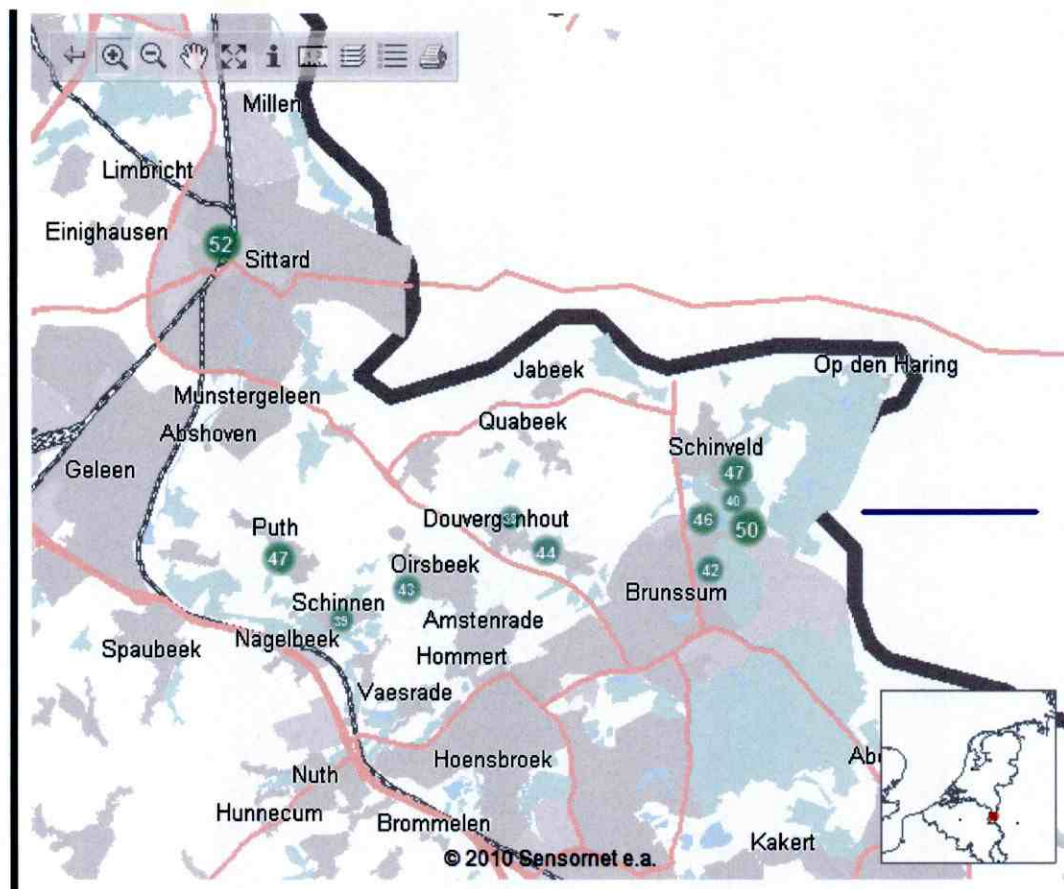 Millen
Limbricht
Einighausen
52
Sittard
Op den Haring
Jabeek
Munstergeleen
Quabeek
Abshoven
Schinveld
Geleen
47
40
Douvergenhout
46
Puth
50
44
47
Oirsbeek
42
43
Brunssum
Schinnen
39
Amstenrade
Nagelbeek
Spaubeek
Hommert
Vaesrade
Hoensbroek
Nuth
Hunnecum
Brommelen
Kakert
© 2010 Sensornet e.a.